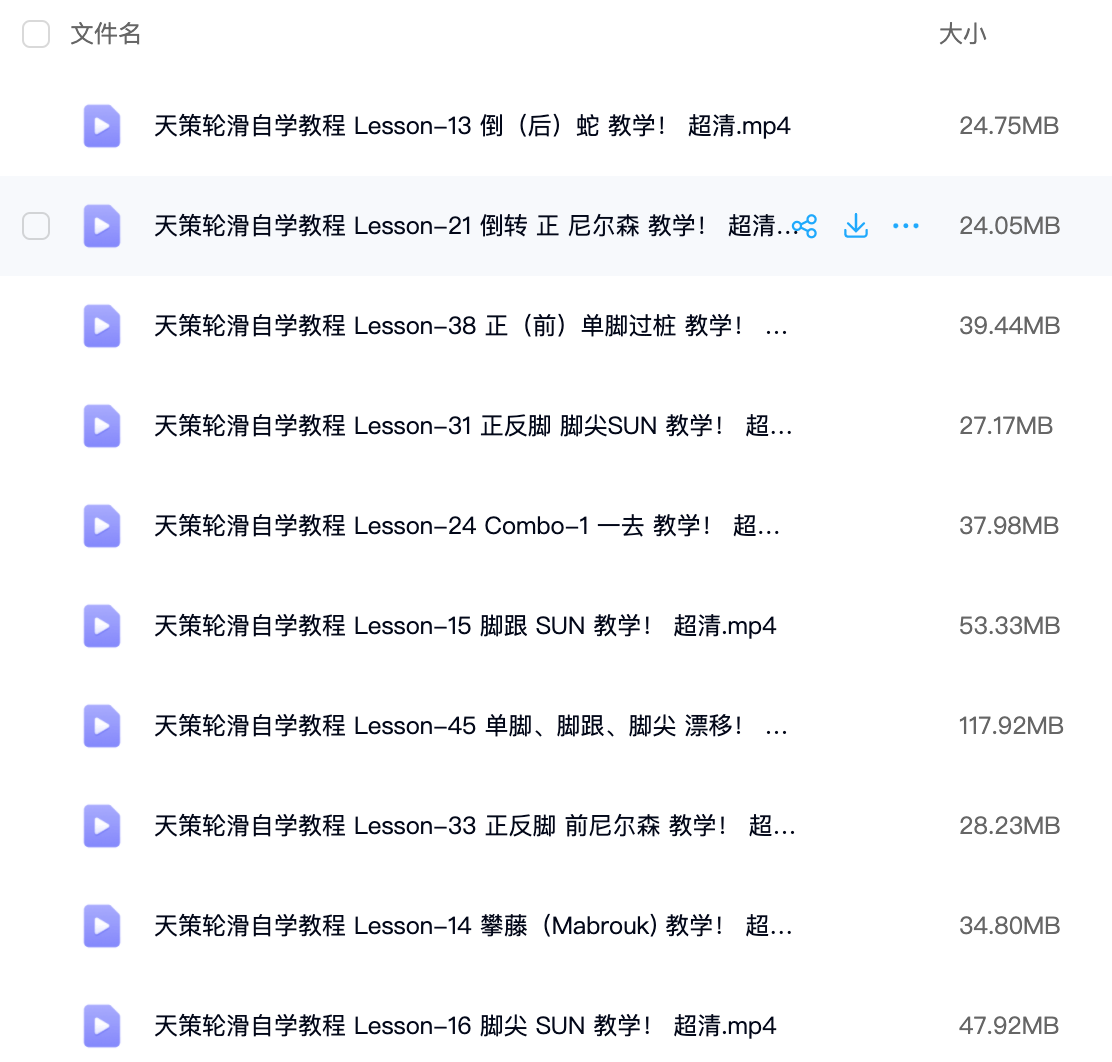 文件名 大小
天策轮滑自学教程 Lesson-13 倒（后）蛇 教学！ 超清.mp4 24.75MB
天策轮滑自学教程 Lesson-21 倒转 正 尼尔森 教学！ 超清... 24.05MB
天策轮滑自学教程 Lesson-38 正（前）单脚过桩 教学！ ... 39.44MB
天策轮滑自学教程 Lesson-31 正反脚 脚尖SUN 教学！ 超... 27.17MB
天策轮滑自学教程 Lesson-24 Combo-1 一去 教学！ 超... 37.98MB
天策轮滑自学教程 Lesson-15 脚跟 SUN 教学！ 超清.mp4 53.33MB
天策轮滑自学教程 Lesson-45 单脚、脚跟、脚尖 漂移！ ... 117.92MB
天策轮滑自学教程 Lesson-33 正反脚 前尼尔森 教学！ 超... 28.23MB
天策轮滑自学教程 Lesson-14 攀藤（Mabrouk) 教学！ 超... 34.80MB
天策轮滑自学教程 Lesson-16 脚尖 SUN 教学！ 超清.mp4 47.92MB